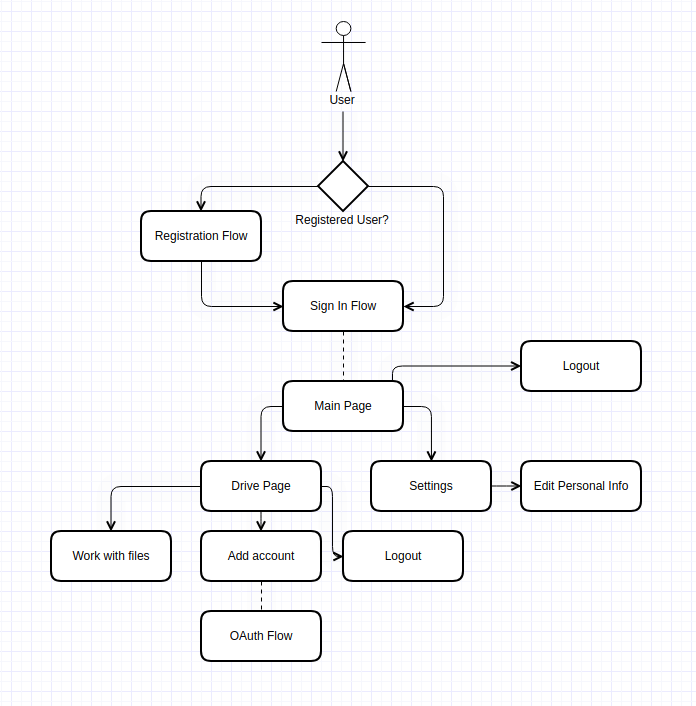 User
Registered User?
Registration Flow
Sign In Flow
Logout
Main Page
Drive Page
Settings
Edit Personal Info
Work with files
Add account
Logout
OAuth Flow